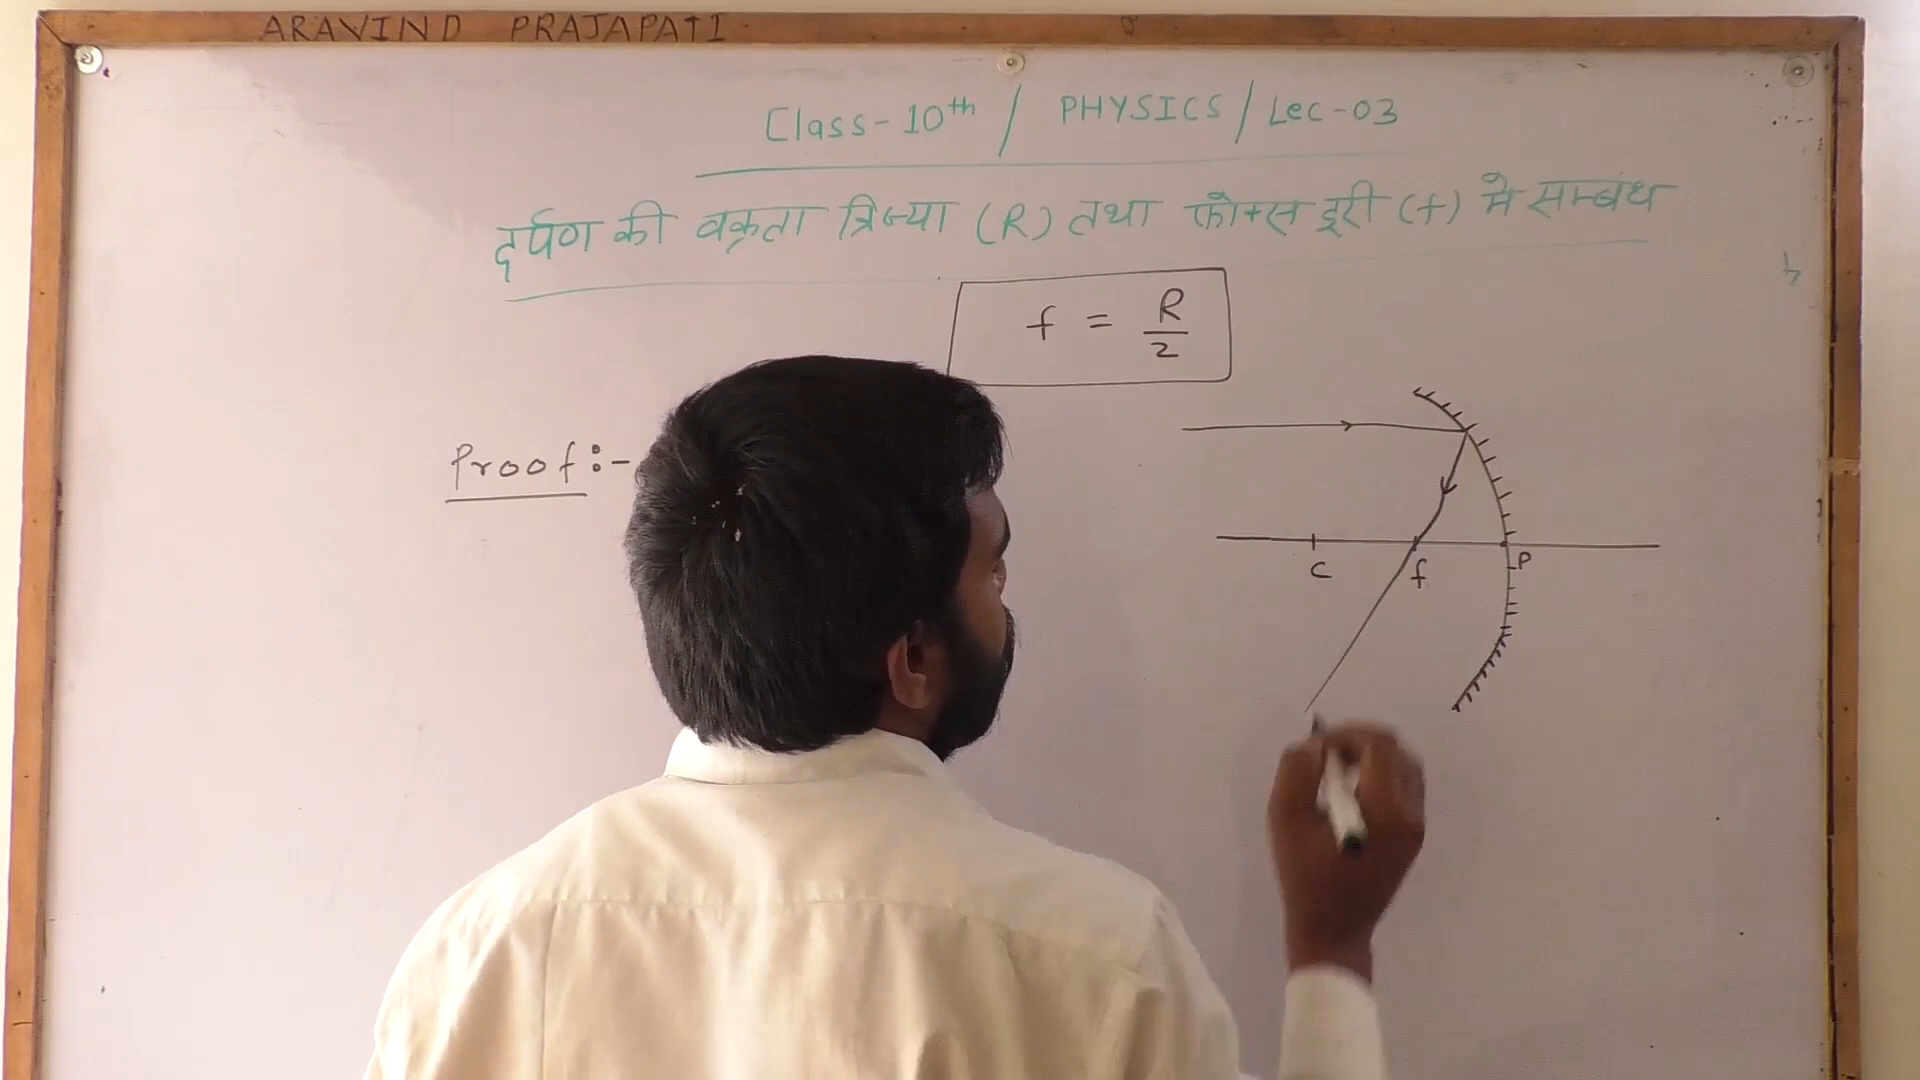 ARAVIND PRAJAPATI
Class-10th / PHYSICS / Lec-03
दर्पण की वक्रता त्रिज्या (R) तथा फोकस दूरी (f) मे सम्बंध
f = R/2
Proof:-
C f P